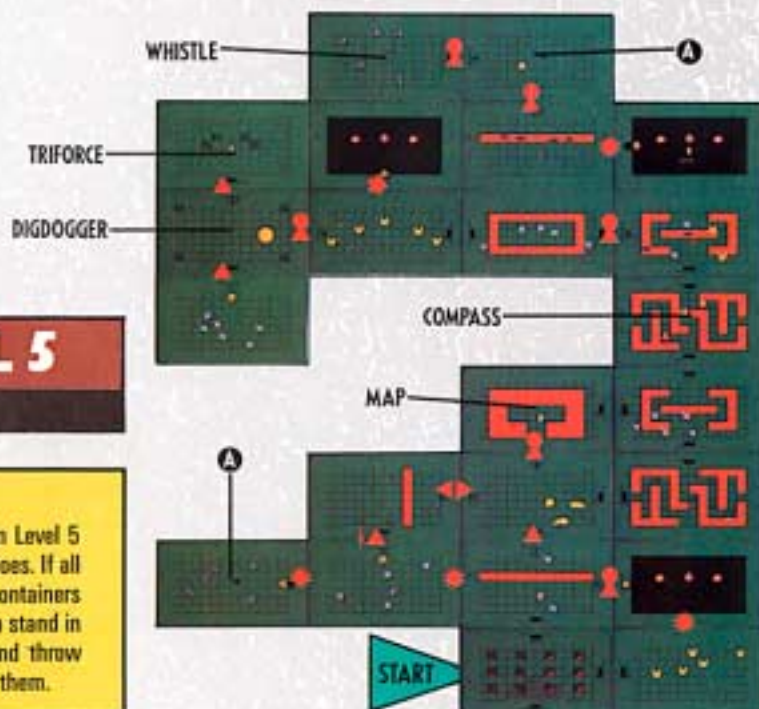 WHISTLE
A
TRIFORCE
DIGDOGGER
COMPASS
L 5
MAP
A
n Level 5
oes. If all
ontainers
stand in
nd throw
them.
START